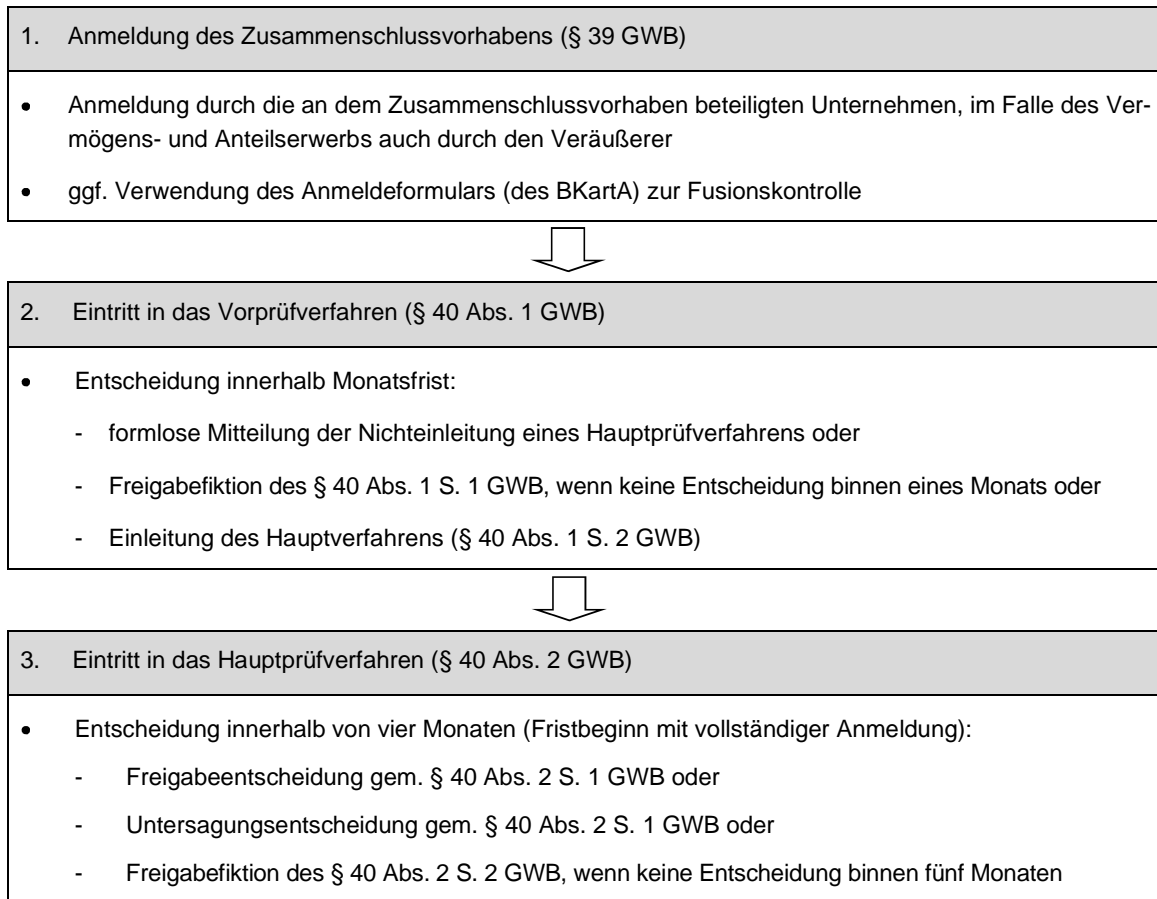 1. Anmeldung des Zusammenschlussvorhabens (§ 39 GWB)
• Anmeldung durch die an dem Zusammenschlussvorhaben beteiligten Unternehmen, im Falle des Ver-
mögens- und Anteilserwerbs auch durch den Veräußerer
• ggf. Verwendung des Anmeldeformulars (des BKartA) zur Fusionskontrolle
2. Eintritt in das Vorprüfverfahren (§ 40 Abs. 1 GWB)
• Entscheidung innerhalb Monatsfrist:
- formlose Mitteilung der Nichteinleitung eines Hauptprüfverfahrens oder
- Freigabefiktion des § 40 Abs. 1 S. 1 GWB, wenn keine Entscheidung binnen eines Monats oder
- Einleitung des Hauptverfahrens (§ 40 Abs. 1 S. 2 GWB)
3. Eintritt in das Hauptprüfverfahren (§ 40 Abs. 2 GWB)
• Entscheidung innerhalb von vier Monaten (Fristbeginn mit vollständiger Anmeldung):
- Freigabeentscheidung gem. § 40 Abs. 2 S. 1 GWB oder
- Untersagungsentscheidung gem. § 40 Abs. 2 S. 1 GWB oder
- Freigabefiktion des § 40 Abs. 2 S. 2 GWB, wenn keine Entscheidung binnen fünf Monaten